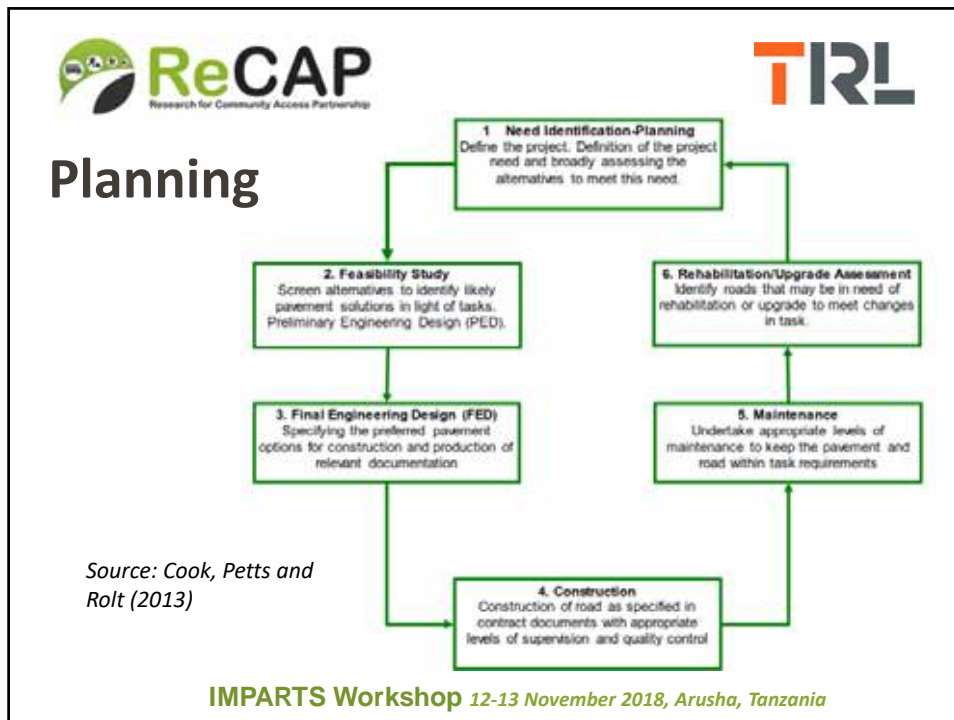 ReCAP
Research for Community Access Partnership
TRL
Planning
1 Need Identification-Planning
Define the project. Definition of the project
need and broadly assessing the
alternatives to meet this need.
2. Feasibility Study
Screen alternatives to identify likely
pavement solutions in light of tasks.
Preliminary Engineering Design (PED).
3. Final Engineering Design (FED)
Specifying the preferred pavement
options for construction and production of
relevant documentation
4. Construction
Construction of road as specified in
contract documents with appropriate
levels of supervision and quality control
5. Maintenance
Undertake appropriate levels of
maintenance to keep the pavement and
road within task requirements
6. Rehabilitation/Upgrade Assessment
Identify roads that may be in need of
rehabilitation or upgrade to meet changes
in task.
Source: Cook, Petts and
Rolt (2013)
IMPARTS Workshop 12-13 November 2018, Arusha, Tanzania